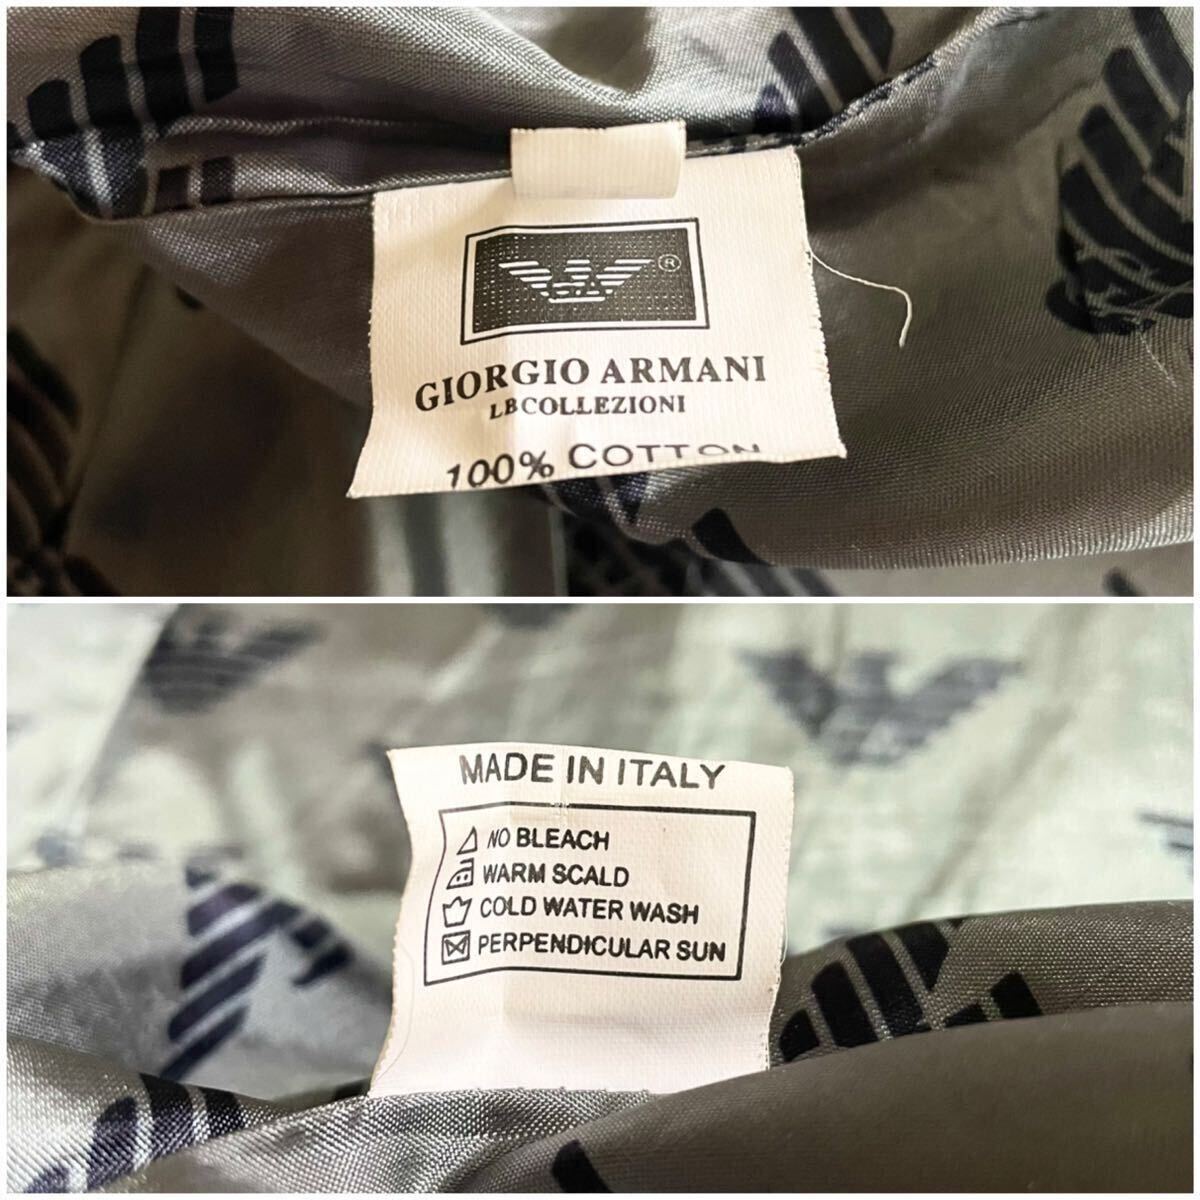 ®
GIORGIO ARMANI
LBCOLLEZIONI
100% COTTON
MADE IN ITALY
NO BLEACH
WARM SCALD
COLD WATER WASH
PERPENDICULAR SUN